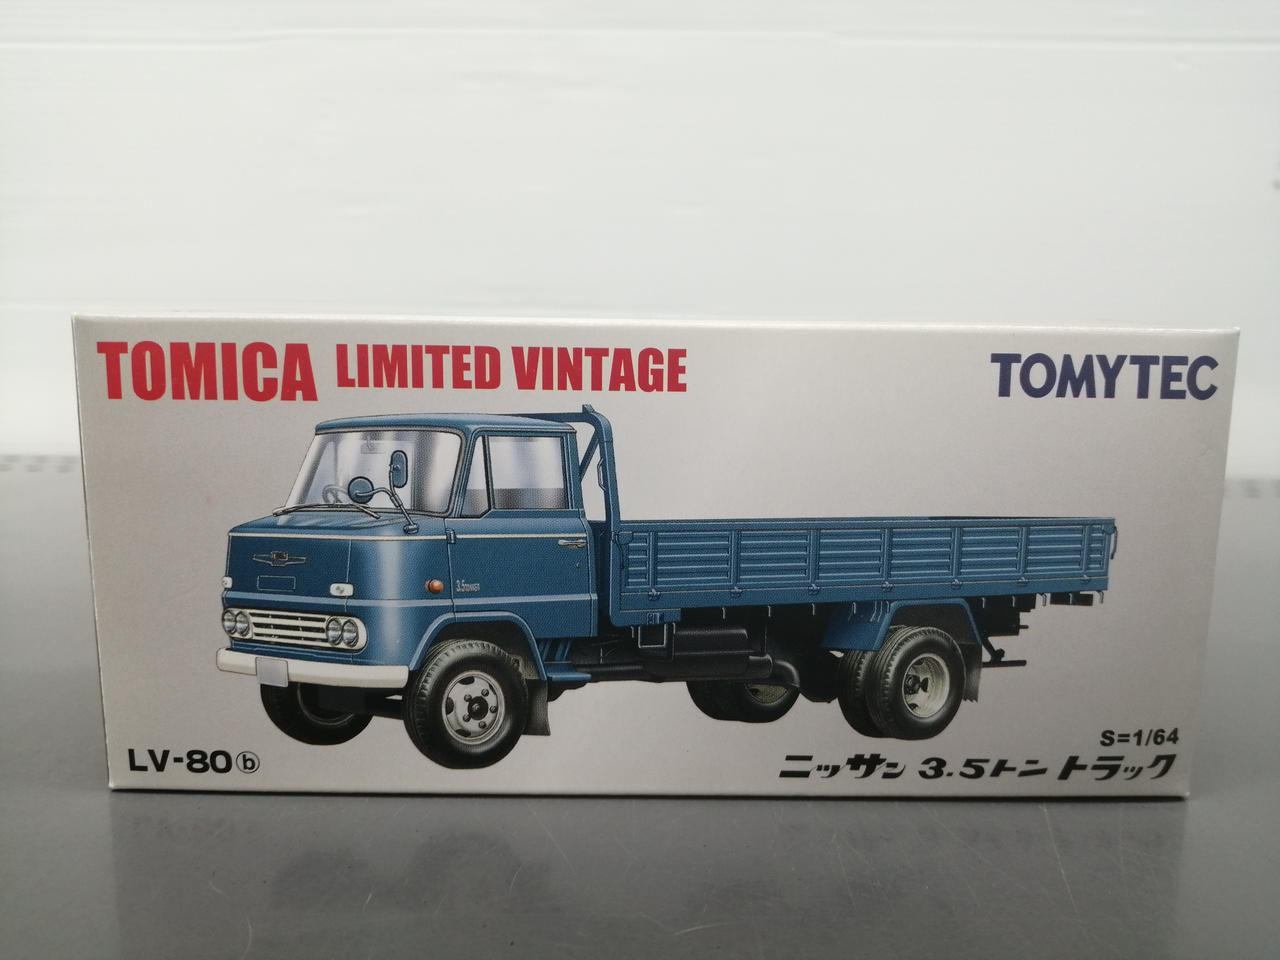 TOMICA LIMITED VINTAGE
TOMYTEC
LV-80 ⓑ
S=1/64
ニッサン 3.5トン トラック